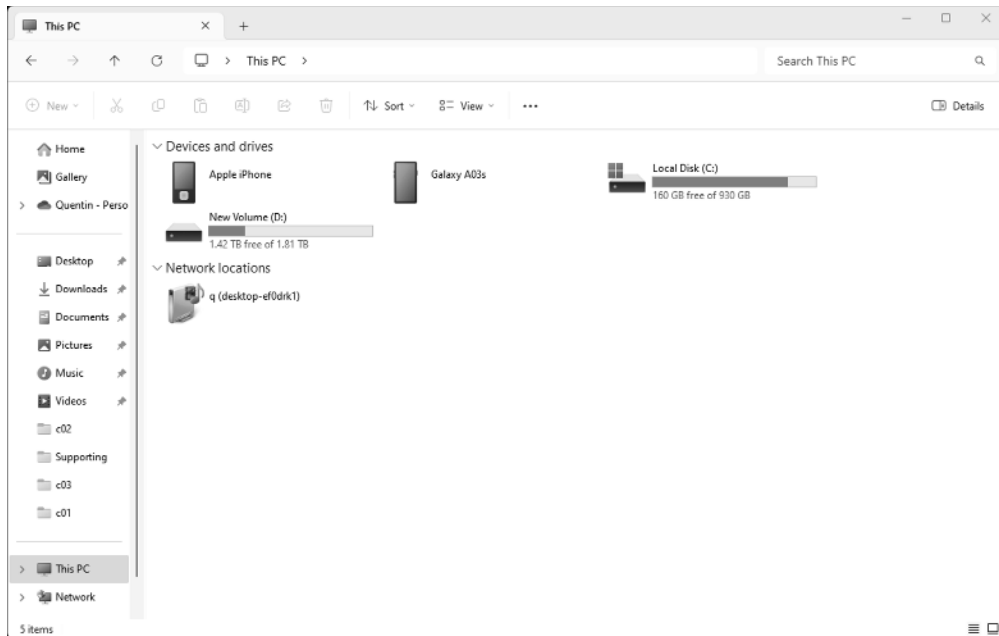 This PC
This PC
Search This PC
New
Sort
View
Details
Home
Gallery
Quentin - Perso
Desktop
Downloads
Documents
Pictures
Music
Videos
c02
Supporting
c03
c01
This PC
Network
Devices and drives
Apple iPhone
Galaxy A03s
Local Disk (C:)
160 GB free of 930 GB
New Volume (D:)
1.42 TB free of 1.81 TB
Network locations
q (desktop-ef0drk1)
5 items